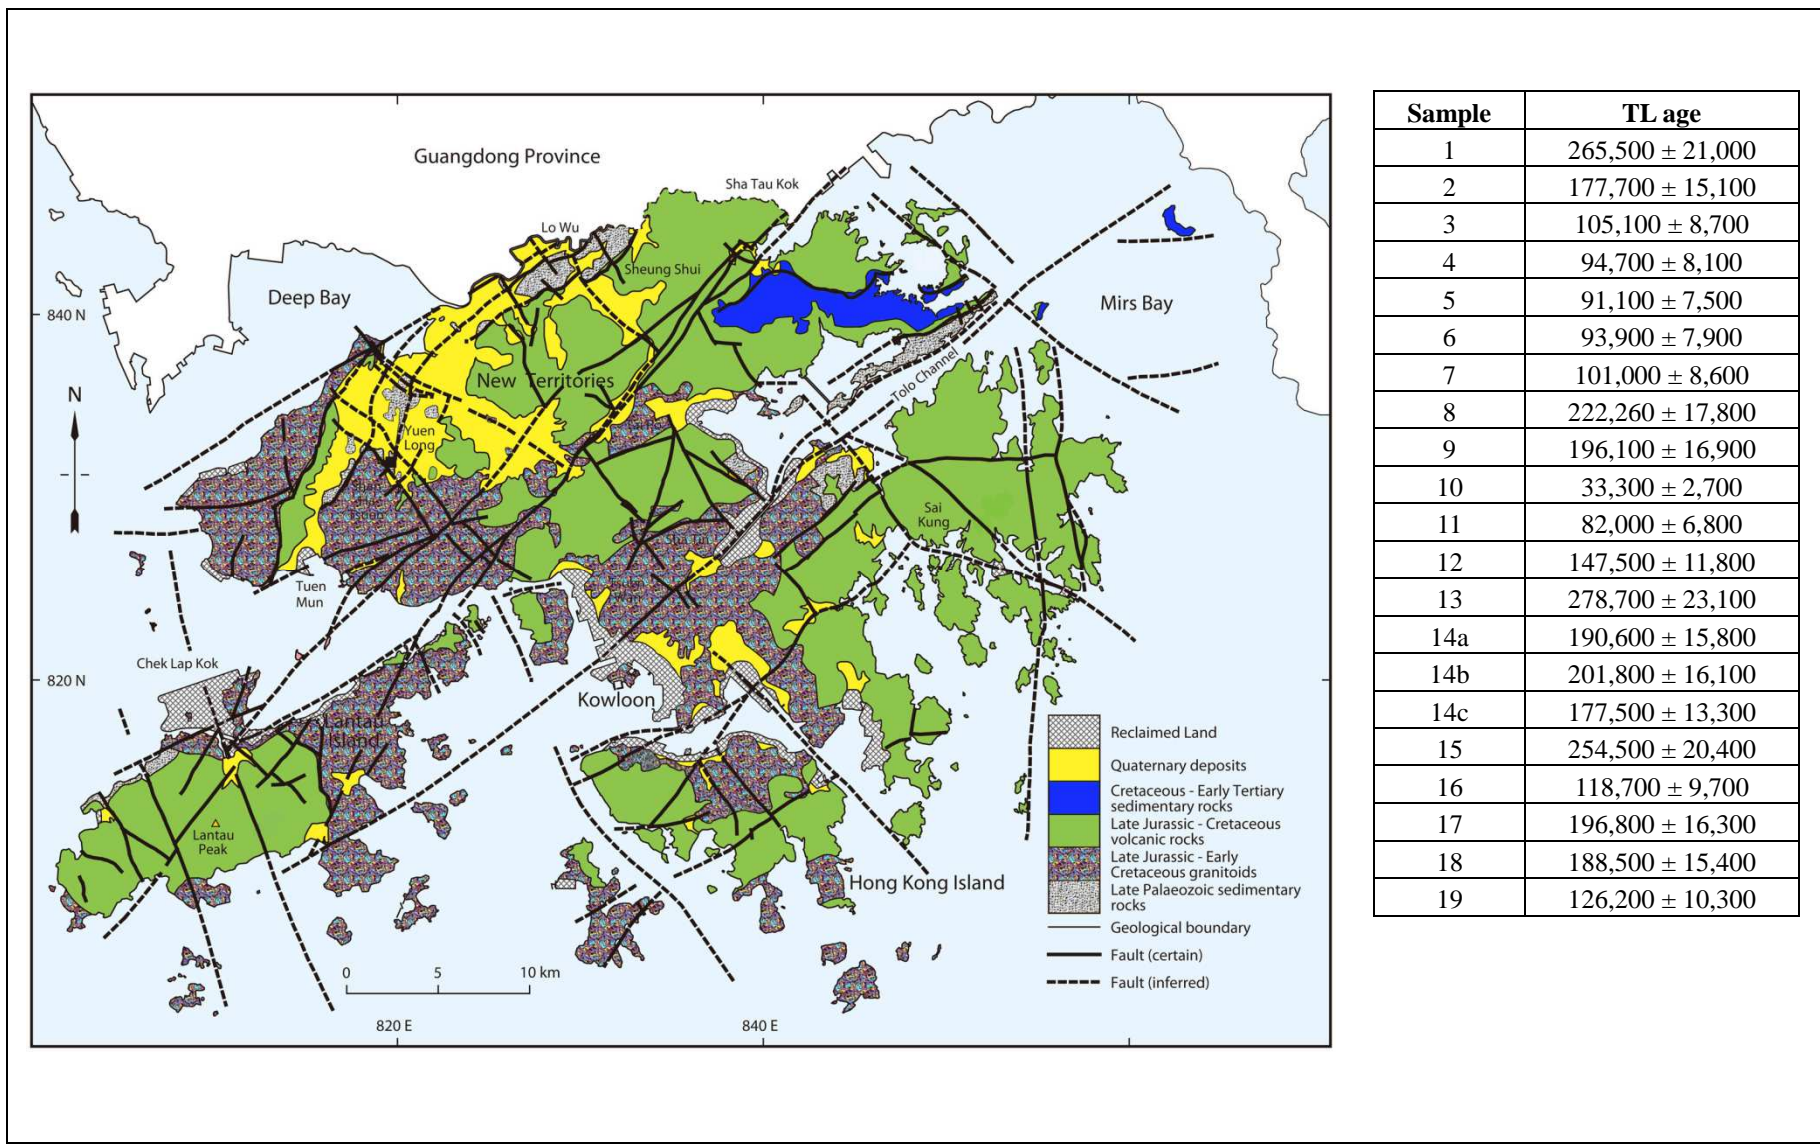 Guangdong Province
Sha Tau Kok
Lo Wu
Sheung Shui
Deep Bay
Mirs Bay
840 N
Tolo Channel
N
New Territories
Yuen
Long
Sai
Kung
Tuen
Mun
Chek Lap Kok
820 N
Kowloon
Lantau
Island
Lantau
Peak
Hong Kong Island
0 5 10 km
820 E
840 E
Reclaimed Land
Quaternary deposits
Cretaceous - Early Tertiary
sedimentary rocks
Late Jurassic - Cretaceous
volcanic rocks
Late Jurassic - Early
Cretaceous granitoids
Late Palaeozoic sedimentary
rocks
Geological boundary
Fault (certain)
Fault (inferred)
Sample TL age
1 265,500 ± 21,000
2 177,700 ± 15,100
3 105,100 ± 8,700
4 94,700 ± 8,100
5 91,100 ± 7,500
6 93,900 ± 7,900
7 101,000 ± 8,600
8 222,260 ± 17,800
9 196,100 ± 16,900
10 33,300 ± 2,700
11 82,000 ± 6,800
12 147,500 ± 11,800
13 278,700 ± 23,100
14a 190,600 ± 15,800
14b 201,800 ± 16,100
14c 177,500 ± 13,300
15 254,500 ± 20,400
16 118,700 ± 9,700
17 196,800 ± 16,300
18 188,500 ± 15,400
19 126,200 ± 10,300